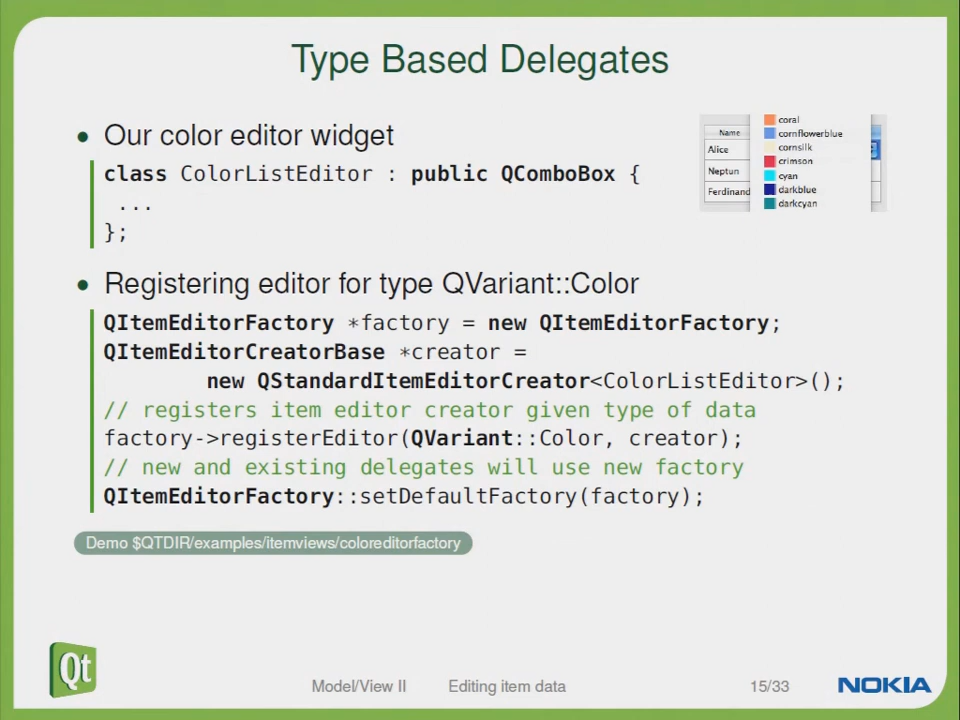 Type Based Delegates
• Our color editor widget
class ColorListEditor : public QComboBox {
...
};
Name
Alice
Neptun
Ferdinand
coral
cornflowerblue
cornsilk
crimson
cyan
darkblue
darkcyan
• Registering editor for type QVariant::Color
QItemEditorFactory *factory = new QItemEditorFactory;
QItemEditorCreatorBase *creator =
new QStandardItemEditorCreator<ColorListEditor>();
// registers item editor creator given type of data
factory->registerEditor(QVariant::Color, creator);
// new and existing delegates will use new factory
QItemEditorFactory::setDefaultFactory(factory);
Demo $QTDIR/examples/itemviews/coloreditorfactory
Qt
Model/View II Editing item data 15/33 NOKIA